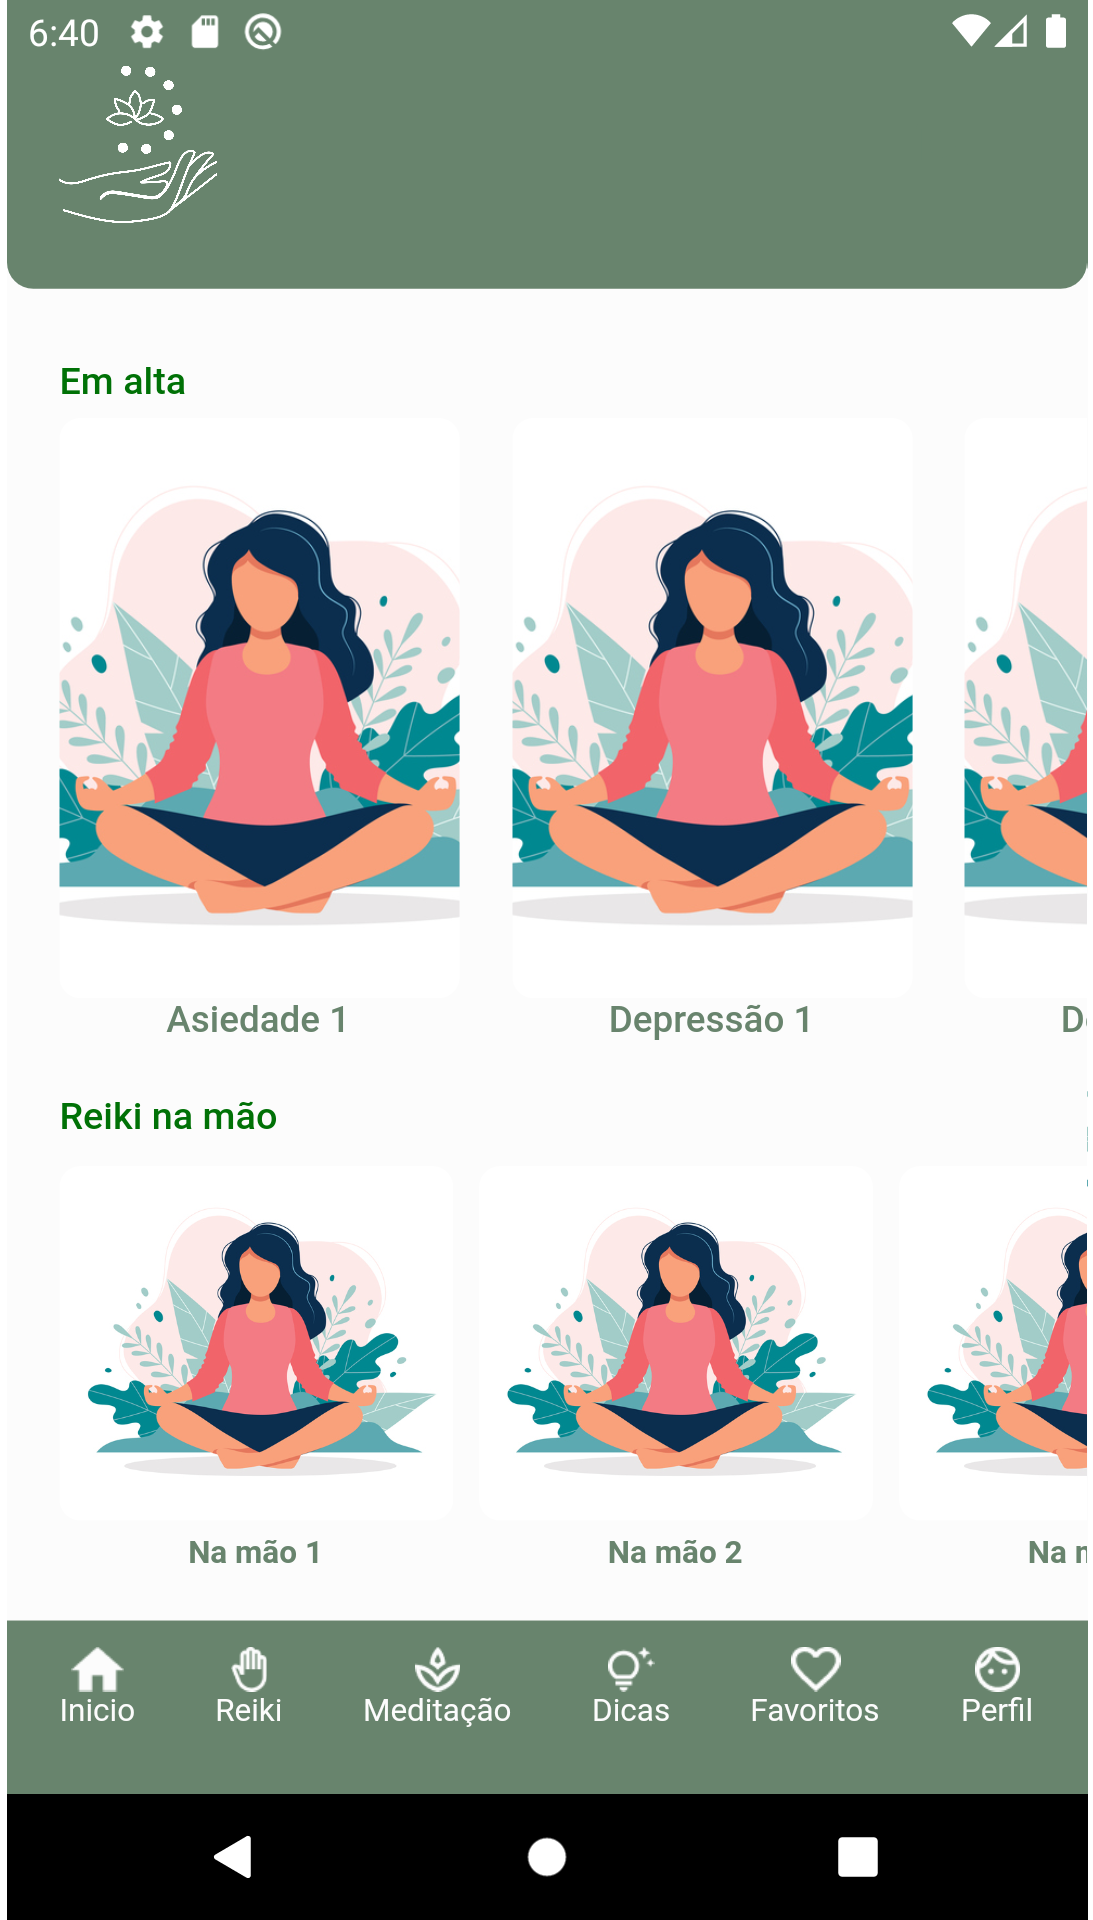 6:40
Em alta
Asiedade 1
Depressão 1
Reiki na mão
Na mão 1
Na mão 2
Na
Inicio
Reiki
Meditação
Dicas
Favoritos
Perfil